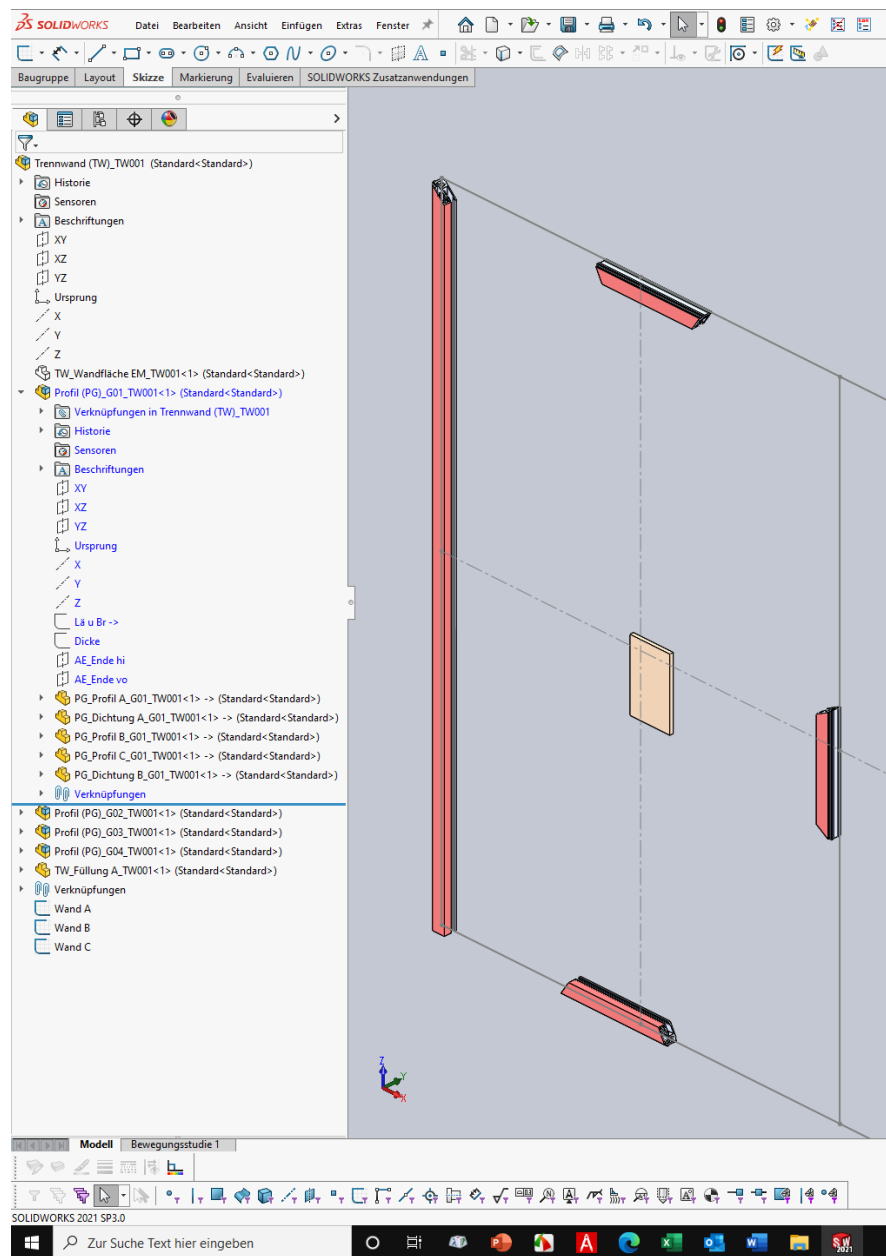 SOLIDWORKS Datei Bearbeiten Ansicht Einfügen Extras Fenster
Baugruppe Layout Skizze Markierung Evaluieren SOLIDWORKS Zusatzanwendungen
Trennwand (TW)_TW001 (Standard<Standard>)
Historie
Sensoren
Beschriftungen
XY
XZ
YZ
Ursprung
X
Y
Z
TW_Wandfläche EM_TW001<1> (Standard<Standard>)
Profil (PG)_G01_TW001<1> (Standard<Standard>)
Verknüpfungen in Trennwand (TW)_TW001
Historie
Sensoren
Beschriftungen
XY
XZ
YZ
Ursprung
X
Y
Z
Lä u Br ->
Dicke
AE_Ende hi
AE_Ende vo
PG_Profil A_G01_TW001<1> -> (Standard<Standard>)
PG_Dichtung A_G01_TW001<1> -> (Standard<Standard>)
PG_Profil B_G01_TW001<1> -> (Standard<Standard>)
PG_Profil C_G01_TW001<1> -> (Standard<Standard>)
PG_Dichtung B_G01_TW001<1> -> (Standard<Standard>)
Verknüpfungen
Profil (PG)_G02_TW001<1> (Standard<Standard>)
Profil (PG)_G03_TW001<1> (Standard<Standard>)
Profil (PG)_G04_TW001<1> (Standard<Standard>)
TW_Füllung A_TW001<1> (Standard<Standard>)
Verknüpfungen
Wand A
Wand B
Wand C
Z
Y
X
Modell Bewegungsstudie 1
SOLIDWORKS 2021 SP3.0
Zur Suche Text hier eingeben